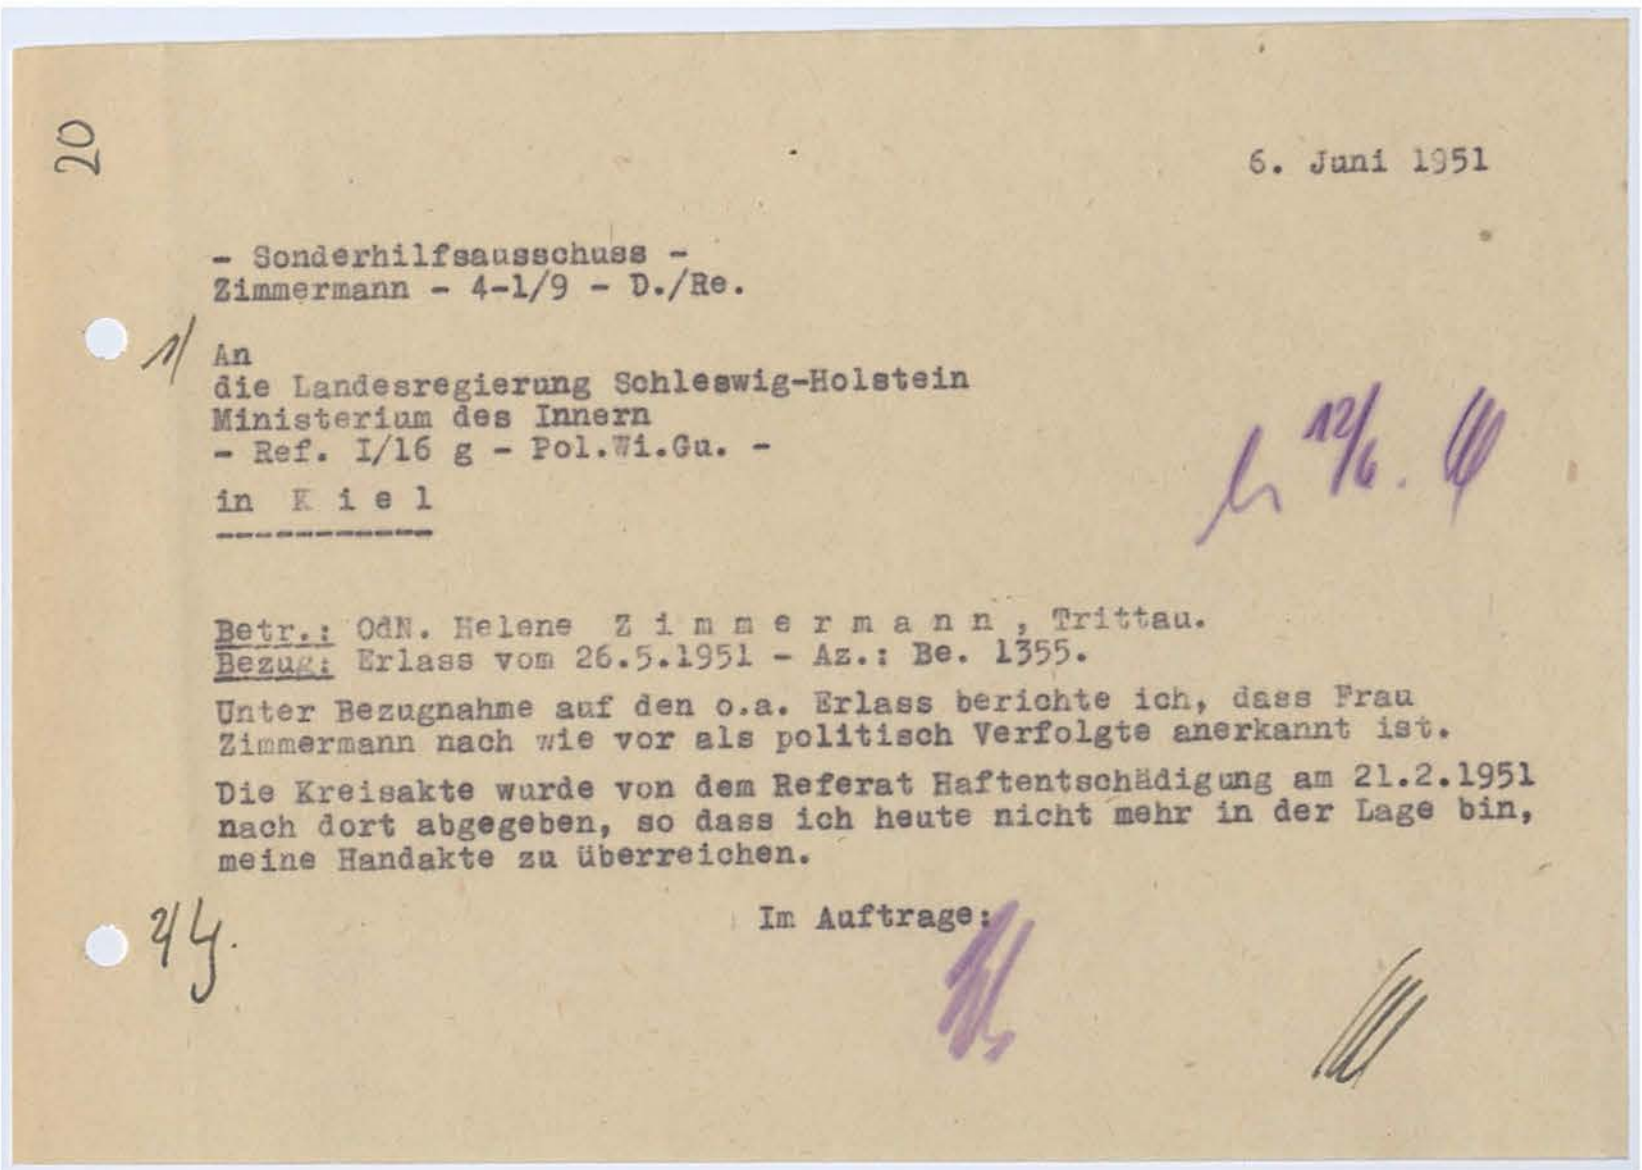 20
6. Juni 1951
- Sonderhilfsausschuss -
Zimmermann - 4-1/9 - D./Re.
1/
An
die Landesregierung Schleswig-Holstein
Ministerium des Innern
- Ref. I/16 g - Pol.Wi.Gu. -
in K i e l
12/6.
Betr.: OdN. Helene Z i m m e r m a n n , Trittau.
Bezug: Erlass vom 26.5.1951 - Az.: Be. 1355.
Unter Bezugnahme auf den o.a. Erlass berichte ich, dass Frau
Zimmermann nach wie vor als politisch Verfolgte anerkannt ist.
Die Kreisakte wurde von dem Referat Haftentschädigung am 21.2.1951
nach dort abgegeben, so dass ich heute nicht mehr in der Lage bin,
meine Handakte zu überreichen.
Im Auftrage:
2/